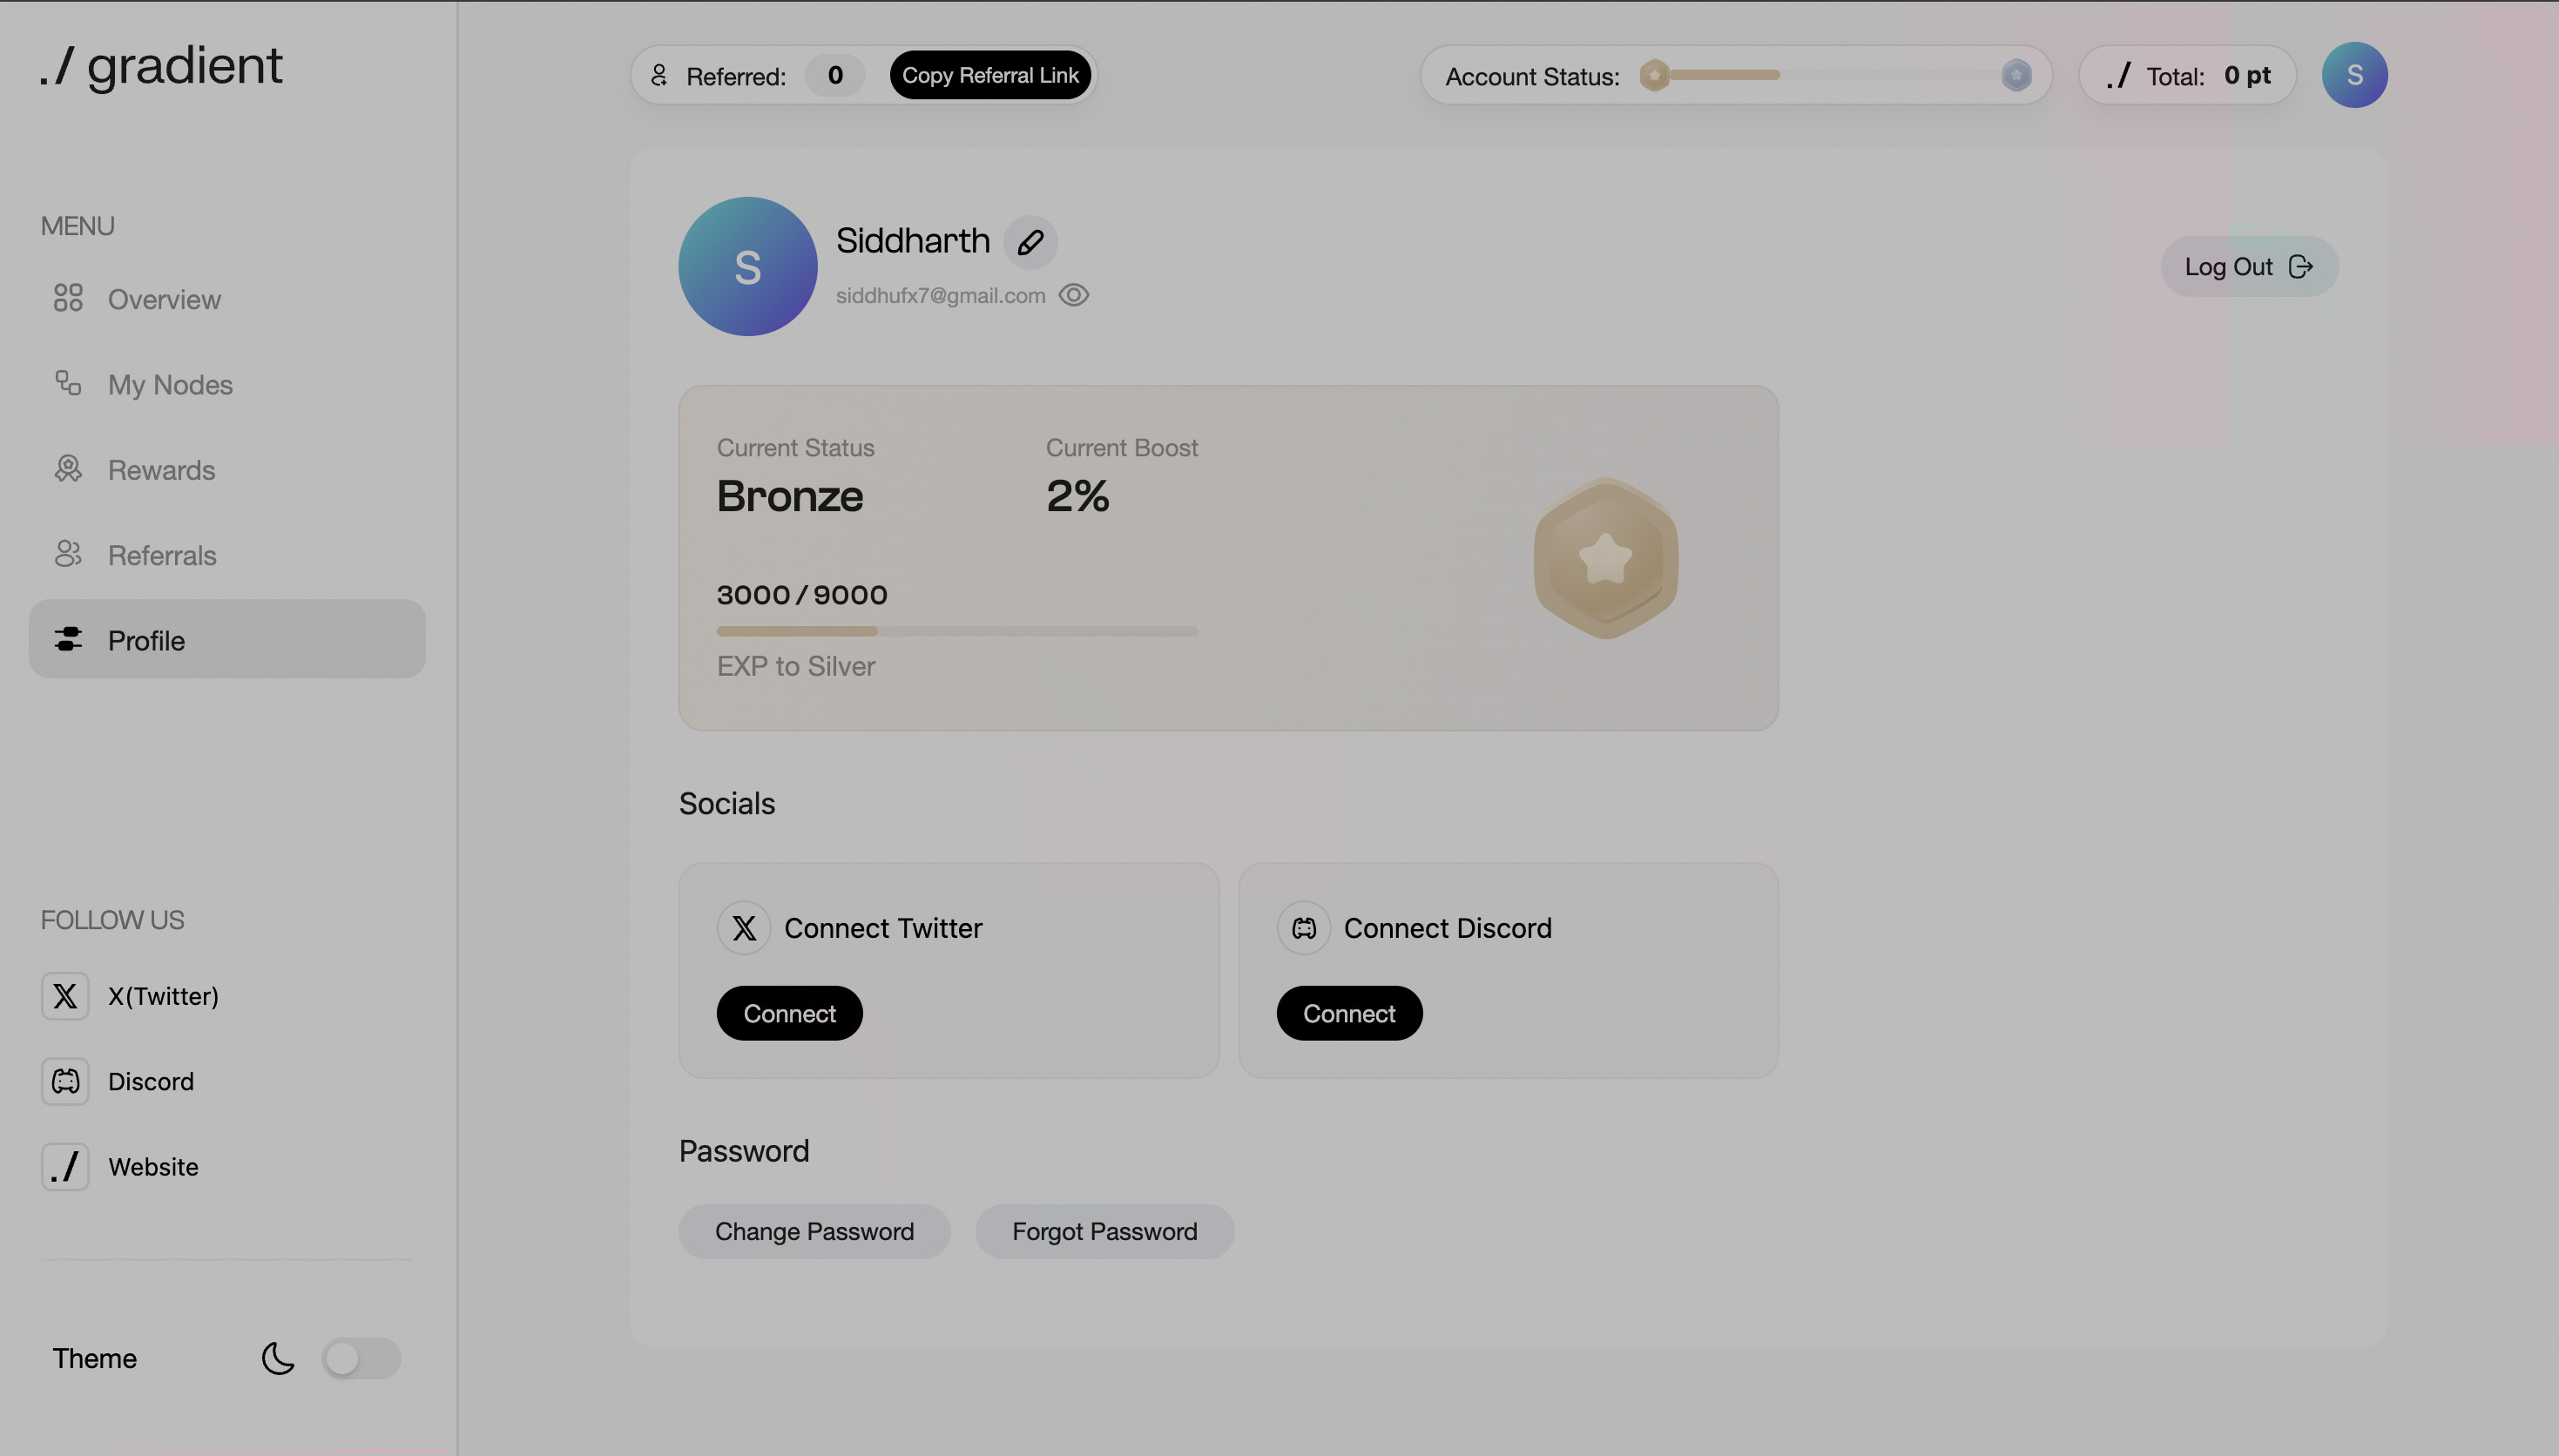 ./ gradient
MENU
Overview
My Nodes
Rewards
Referrals
Profile
FOLLOW US
X(Twitter)
Discord
./ Website
Theme
Referred: 0 Copy Referral Link
Account Status:
./ Total: 0 pt
S
S
Siddharth
siddhufx7@gmail.com
Log Out
Current Status
Bronze
Current Boost
2%
3000 / 9000
EXP to Silver
Socials
Connect Twitter
Connect
Connect Discord
Connect
Password
Change Password
Forgot Password